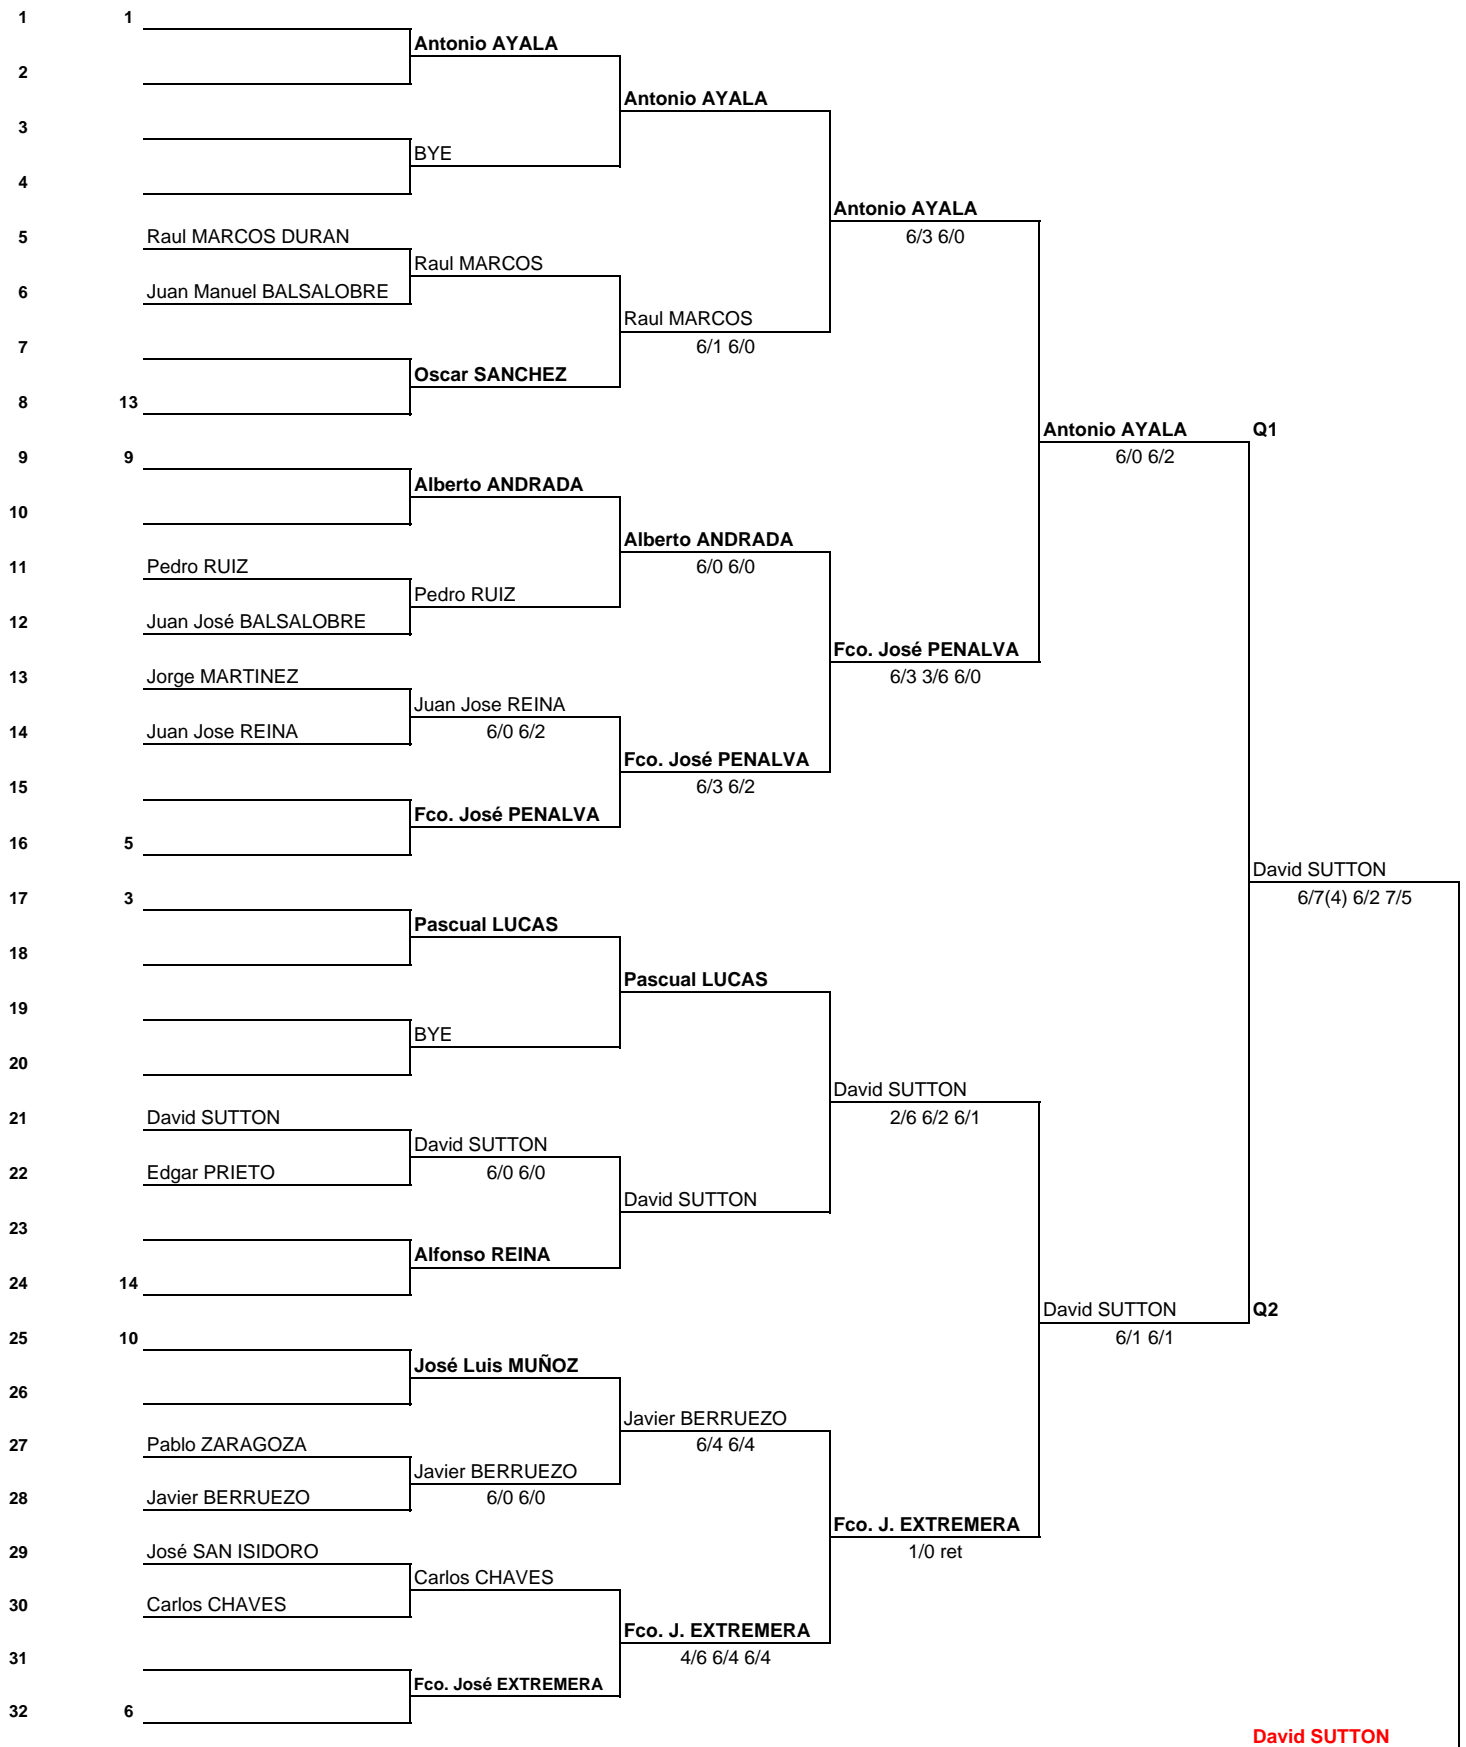 1 1
Antonio AYALA
2
Antonio AYALA
3
BYE
4
Antonio AYALA
5 Raul MARCOS DURAN 6/3 6/0
Raul MARCOS
6 Juan Manuel BALSALOBRE
Raul MARCOS
7 6/1 6/0
Oscar SANCHEZ
8 13
Antonio AYALA Q1
9 9 6/0 6/2
Alberto ANDRADA
10
Alberto ANDRADA
11 Pedro RUIZ 6/0 6/0
Pedro RUIZ
12 Juan José BALSALOBRE
Fco. José PENALVA
13 Jorge MARTINEZ 6/3 3/6 6/0
Juan Jose REINA
14 Juan Jose REINA 6/0 6/2
Fco. José PENALVA
15 6/3 6/2
Fco. José PENALVA
16 5
David SUTTON
17 3 6/7(4) 6/2 7/5
Pascual LUCAS
18
Pascual LUCAS
19
BYE
20
David SUTTON
21 David SUTTON 2/6 6/2 6/1
David SUTTON
22 Edgar PRIETO 6/0 6/0
David SUTTON
23
Alfonso REINA
24 14
David SUTTON Q2
25 10 6/1 6/1
José Luis MUÑOZ
26
Javier BERRUEZO
27 Pablo ZARAGOZA 6/4 6/4
Javier BERRUEZO
28 Javier BERRUEZO 6/0 6/0
Fco. J. EXTREMERA
29 José SAN ISIDORO 1/0 ret
Carlos CHAVES
30 Carlos CHAVES
Fco. J. EXTREMERA
31 4/6 6/4 6/4
Fco. José EXTREMERA
32 6
David SUTTON